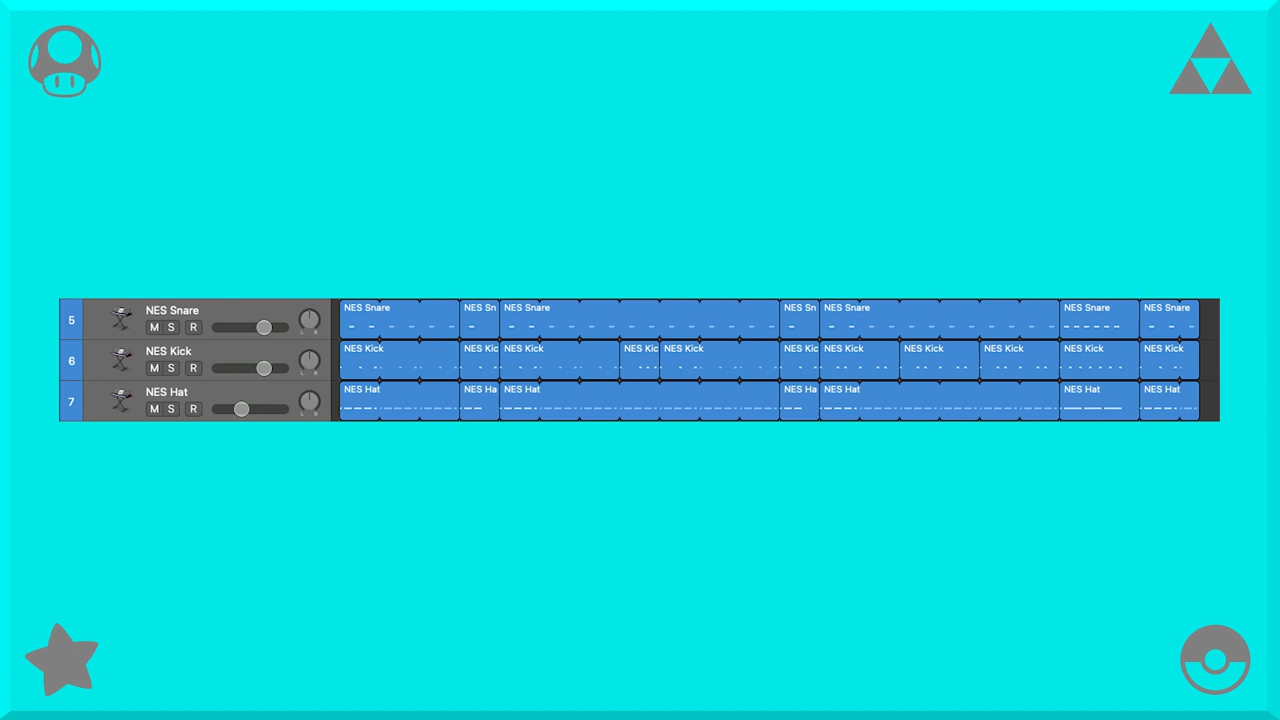 5 NES Snare
M S R
L R
NES Snare NES Sn NES Snare NES Sn NES Snare NES Snare NES Snare
6 NES Kick
M S R
L R
NES Kick NES Kic NES Kick NES Kic NES Kick NES Kic NES Kick NES Kick NES Kick NES Kick NES Kick
7 NES Hat
M S R
L R
NES Hat NES Ha NES Hat NES Ha NES Hat NES Hat NES Hat